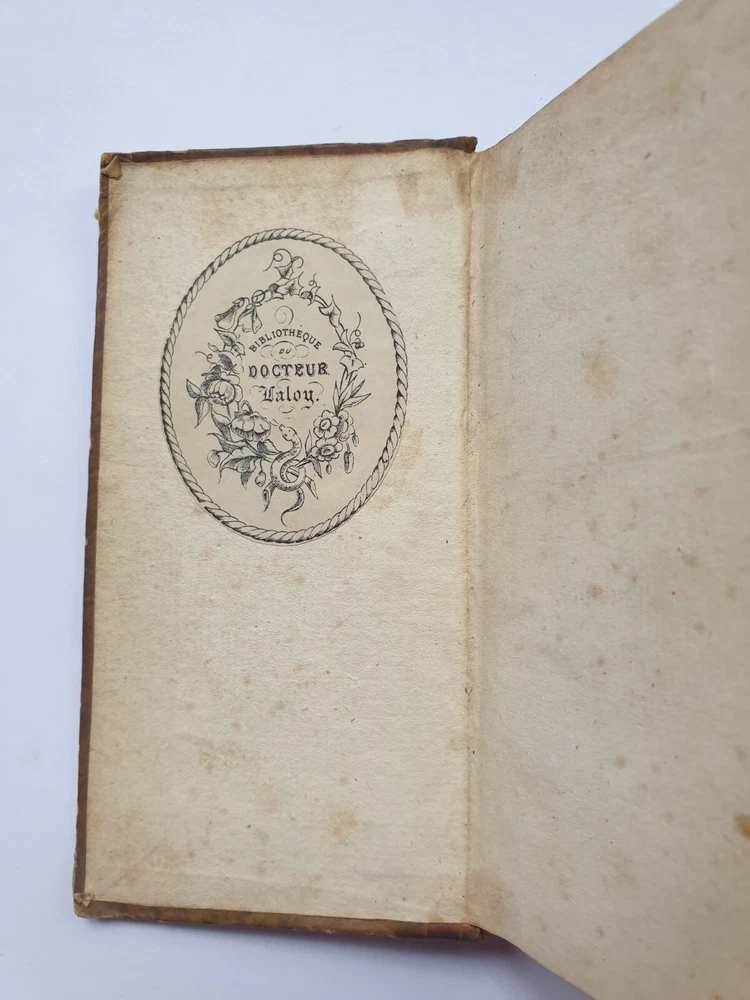 BIBLIOTHEQUE
DU
DOCTEUR
Laloy.